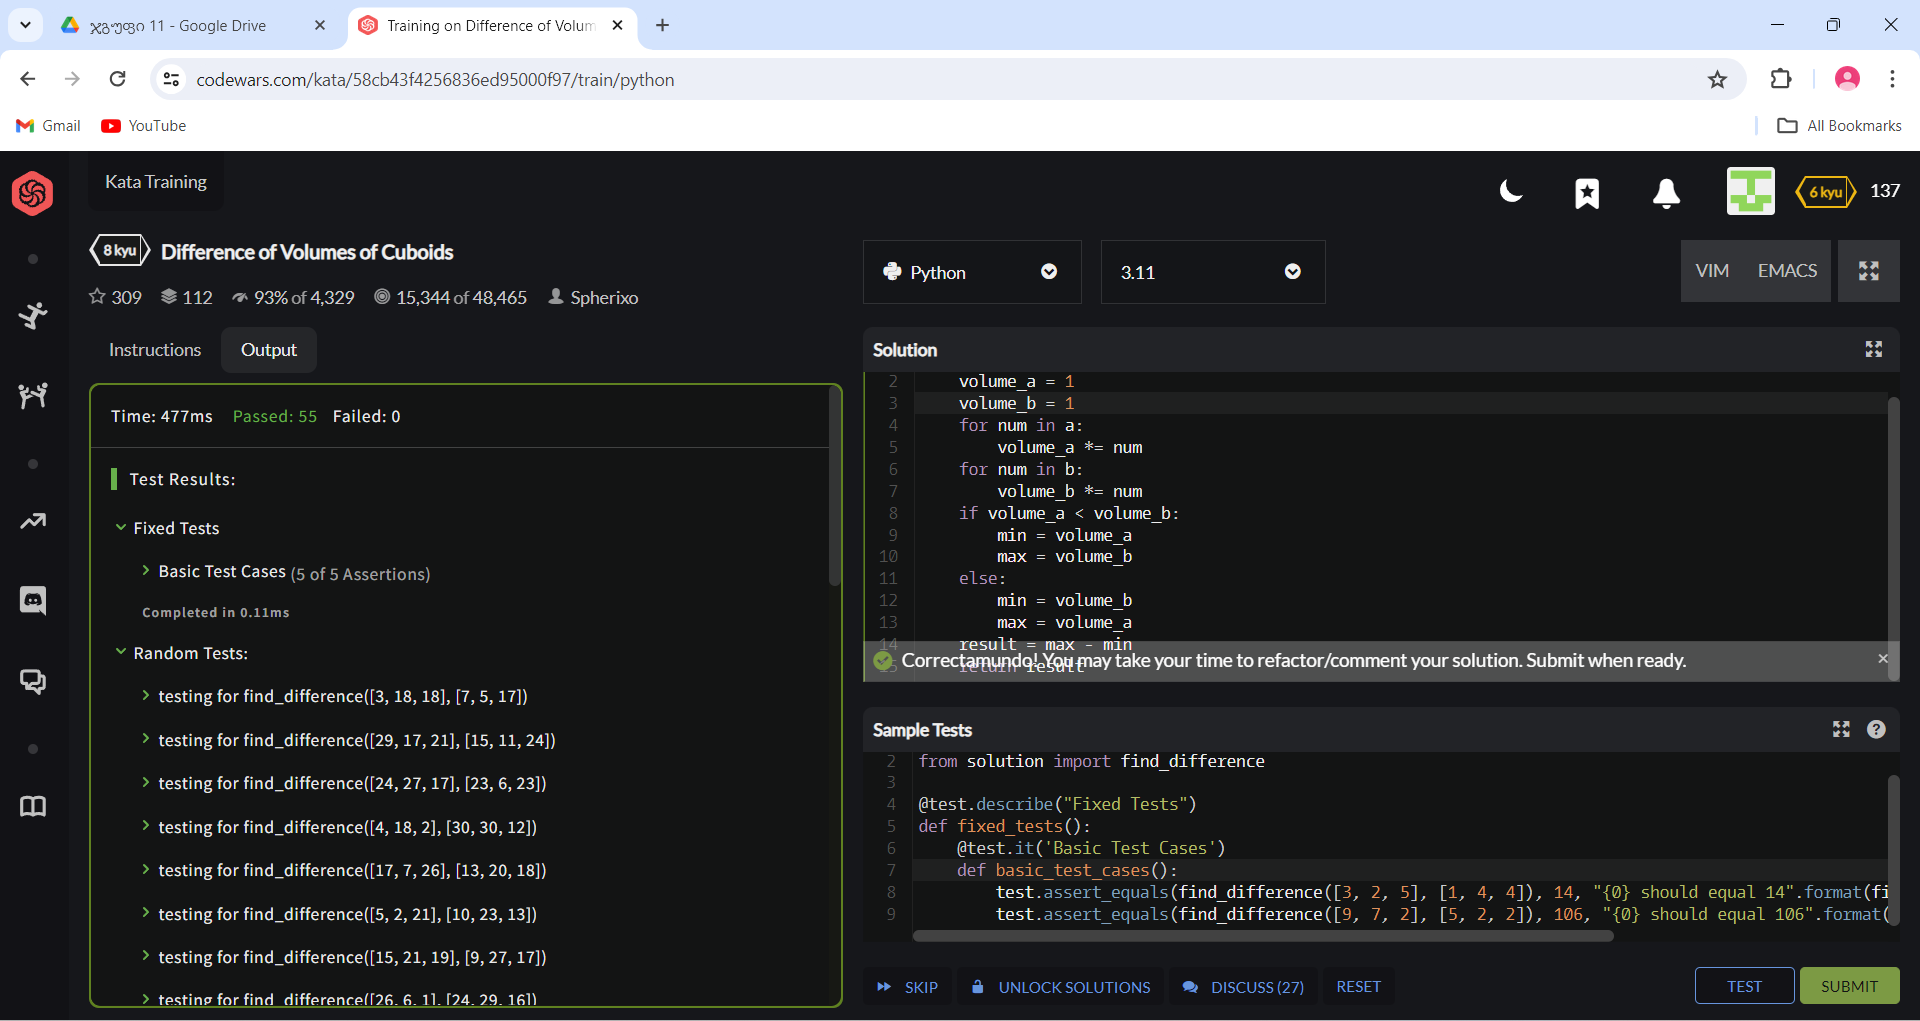 ჯგუფი 11 - Google Drive
Training on Difference of Volum
codewars.com/kata/58cb43f4256836ed95000f97/train/python
Gmail
YouTube
All Bookmarks
Kata Training
6 kyu
137
8 kyu
Difference of Volumes of Cuboids
309
112
93% of 4,329
15,344 of 48,465
Spherixo
Instructions
Output
Time: 477ms Passed: 55 Failed: 0
Test Results:
Fixed Tests
Basic Test Cases (5 of 5 Assertions)
Completed in 0.11ms
Random Tests:
testing for find_difference([3, 18, 18], [7, 5, 17])
testing for find_difference([29, 17, 21], [15, 11, 24])
testing for find_difference([24, 27, 17], [23, 6, 23])
testing for find_difference([4, 18, 2], [30, 30, 12])
testing for find_difference([17, 7, 26], [13, 20, 18])
testing for find_difference([5, 2, 21], [10, 23, 13])
testing for find_difference([15, 21, 19], [9, 27, 17])
testing for find_difference([26, 6, 1], [24, 29, 16])
Python
3.11
VIM
EMACS
Solution
2 volume_a = 1
3 volume_b = 1
4 for num in a:
5 volume_a *= num
6 for num in b:
7 volume_b *= num
8 if volume_a < volume_b:
9 min = volume_a
10 max = volume_b
11 else:
12 min = volume_b
13 max = volume_a
14 result = max - min
15 return result
Correctamundo! You may take your time to refactor/comment your solution. Submit when ready.
Sample Tests
2 from solution import find_difference
3
4 @test.describe("Fixed Tests")
5 def fixed_tests():
6 @test.it('Basic Test Cases')
7 def basic_test_cases():
8 test.assert_equals(find_difference([3, 2, 5], [1, 4, 4]), 14, "{0} should equal 14".format(fi
9 test.assert_equals(find_difference([9, 7, 2], [5, 2, 2]), 106, "{0} should equal 106".format(
SKIP
UNLOCK SOLUTIONS
DISCUSS (27)
RESET
TEST
SUBMIT